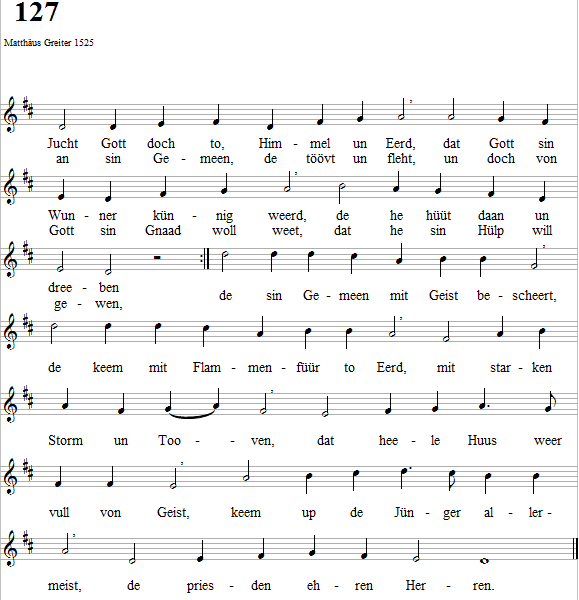 127
Matthäus Greiter 1525
Jucht Gott doch to, Him - mel un Eerd, dat Gott sin
an sin Ge - meen, de töövt un fleht, un doch von
Wun - ner kün - nig weerd, de he hüüt daan un
Gott sin Gnaad woll weet, dat he sin Hülp will
dree - ben
ge - wen,
de sin Ge - meen mit Geist be - scheert,
de keem mit Flam - men - füür to Eerd, mit star - ken
Storm un Too - - ven, dat hee - le Huus weer
vull von Geist, keem up de Jün - ger al - ler -
meist, de pries - den eh - ren Her - ren.